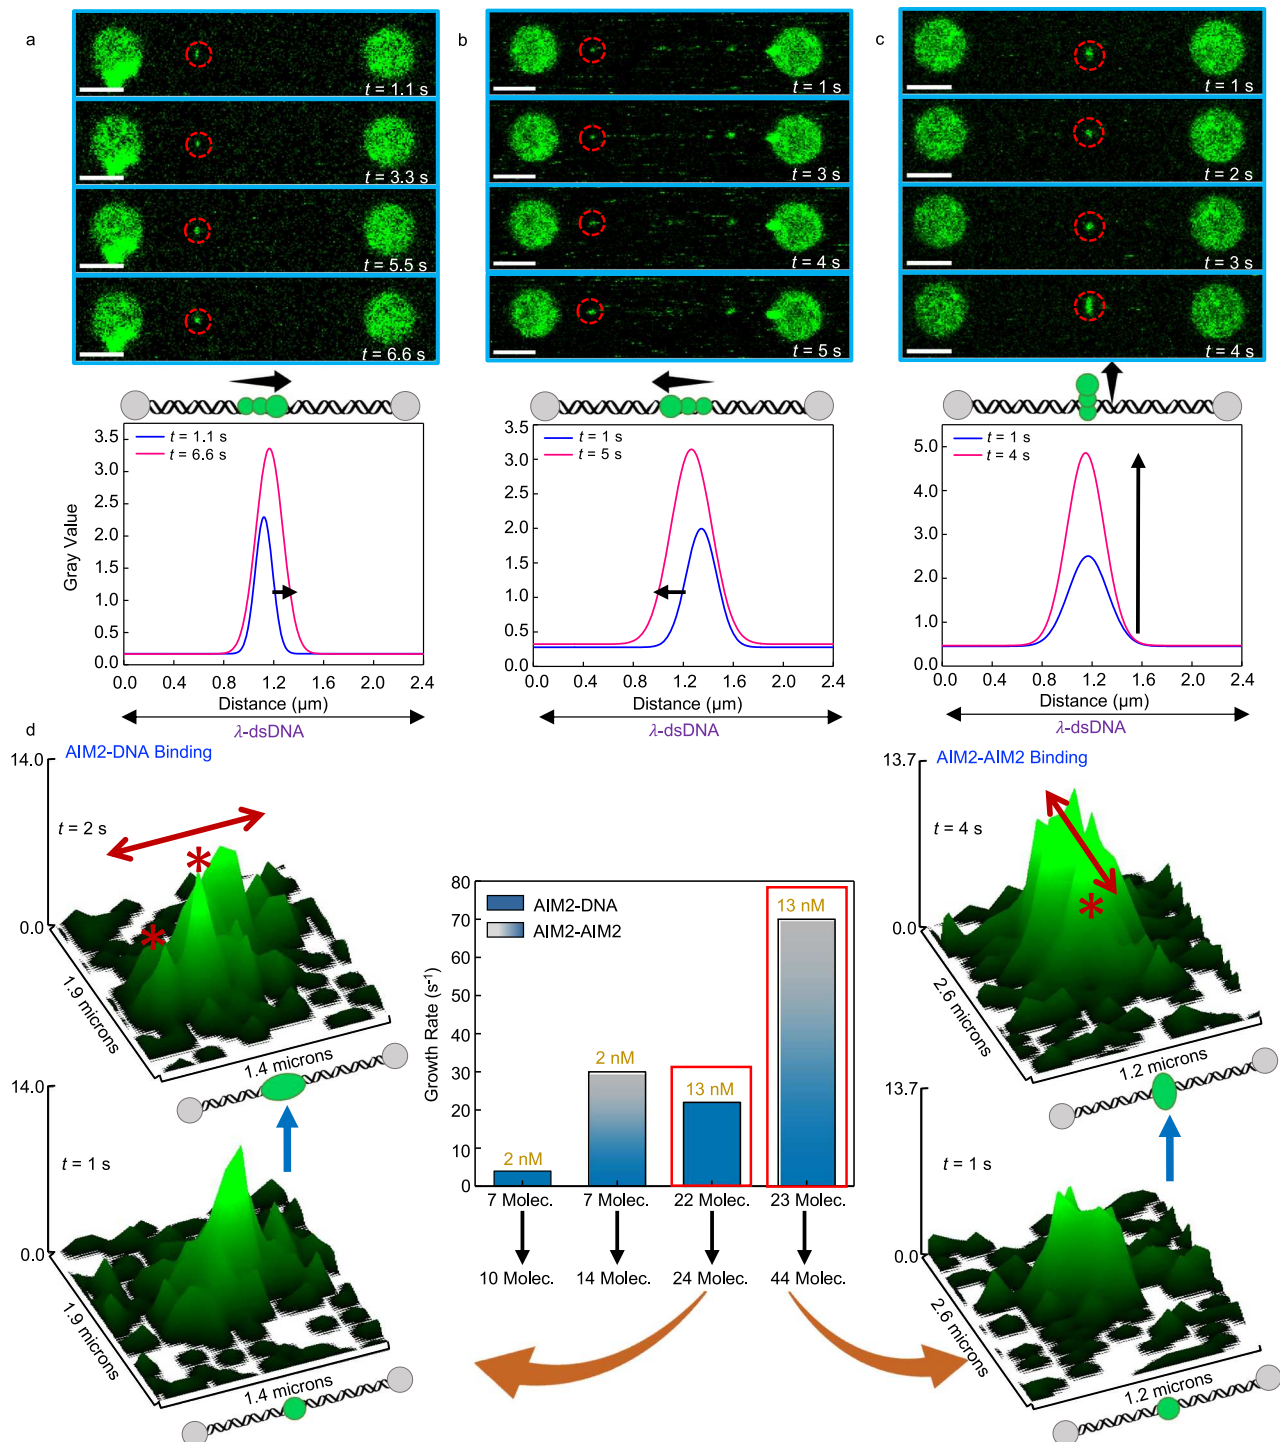 a
t = 1.1 s
t = 3.3 s
t = 5.5 s
t = 6.6 s
b
t = 1 s
t = 3 s
t = 4 s
t = 5 s
c
t = 1 s
t = 2 s
t = 3 s
t = 4 s
3.5
3.0
2.5
2.0
1.5
1.0
0.5
0.0
Gray Value
t = 1.1 s
t = 6.6 s
0.0 0.4 0.8 1.2 1.6 2.0 2.4
Distance (µm)
λ-dsDNA
3.5
3.0
2.5
2.0
1.5
1.0
0.5
0.0
t = 1 s
t = 5 s
0.0 0.4 0.8 1.2 1.6 2.0 2.4
Distance (µm)
λ-dsDNA
5.0
4.0
3.0
2.0
1.0
0.0
t = 1 s
t = 4 s
0.0 0.4 0.8 1.2 1.6 2.0 2.4
Distance (µm)
λ-dsDNA
d
AIM2-DNA Binding
14.0
t = 2 s
*
*
0.0
1.9 microns
1.4 microns
14.0
t = 1 s
0.0
1.9 microns
1.4 microns
80
70
60
50
40
30
20
10
0
Growth Rate (s⁻¹)
AIM2-DNA
AIM2-AIM2
2 nM
2 nM
13 nM
13 nM
7 Molec. 7 Molec. 22 Molec. 23 Molec.
10 Molec. 14 Molec. 24 Molec. 44 Molec.
AIM2-AIM2 Binding
13.7
t = 4 s
*
0.0
2.6 microns
1.2 microns
13.7
t = 1 s
0.0
2.6 microns
1.2 microns